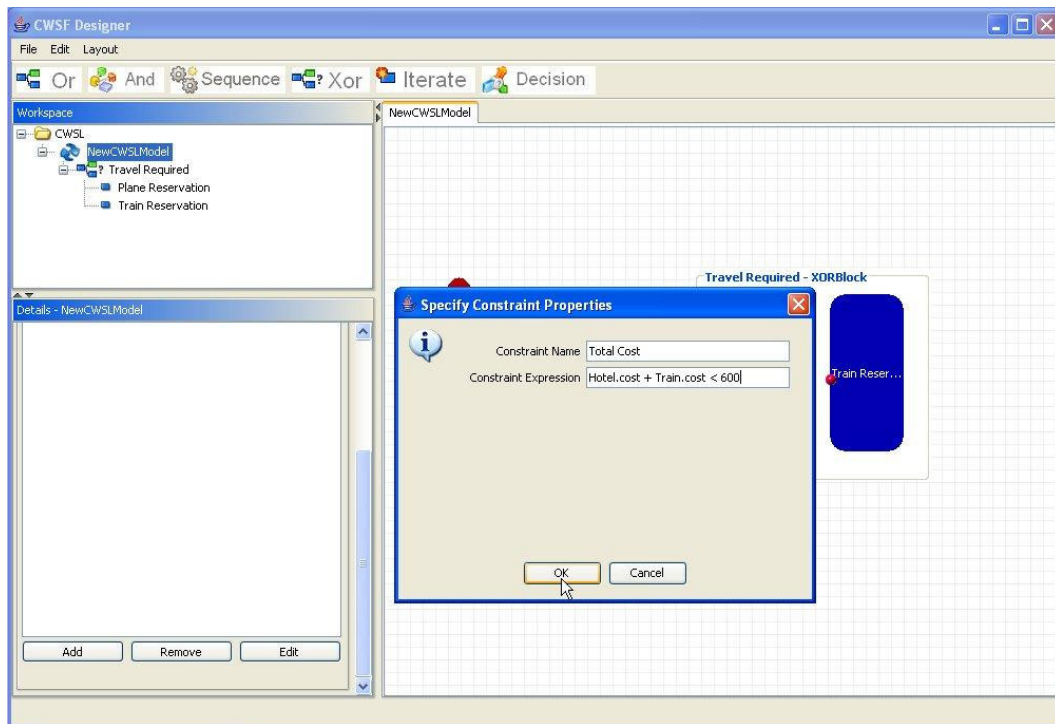 CWSF Designer
File Edit Layout
Or And Sequence ? Xor Iterate Decision
Workspace
NewCWSLModel
CWSL
NewCWSLModel
? Travel Required
Plane Reservation
Train Reservation
Travel Required - XORBlock
Details - NewCWSLModel
Specify Constraint Properties
Constraint Name Total Cost
Constraint Expression Hotel.cost + Train.cost < 600
Train Reser...
OK Cancel
Add Remove Edit